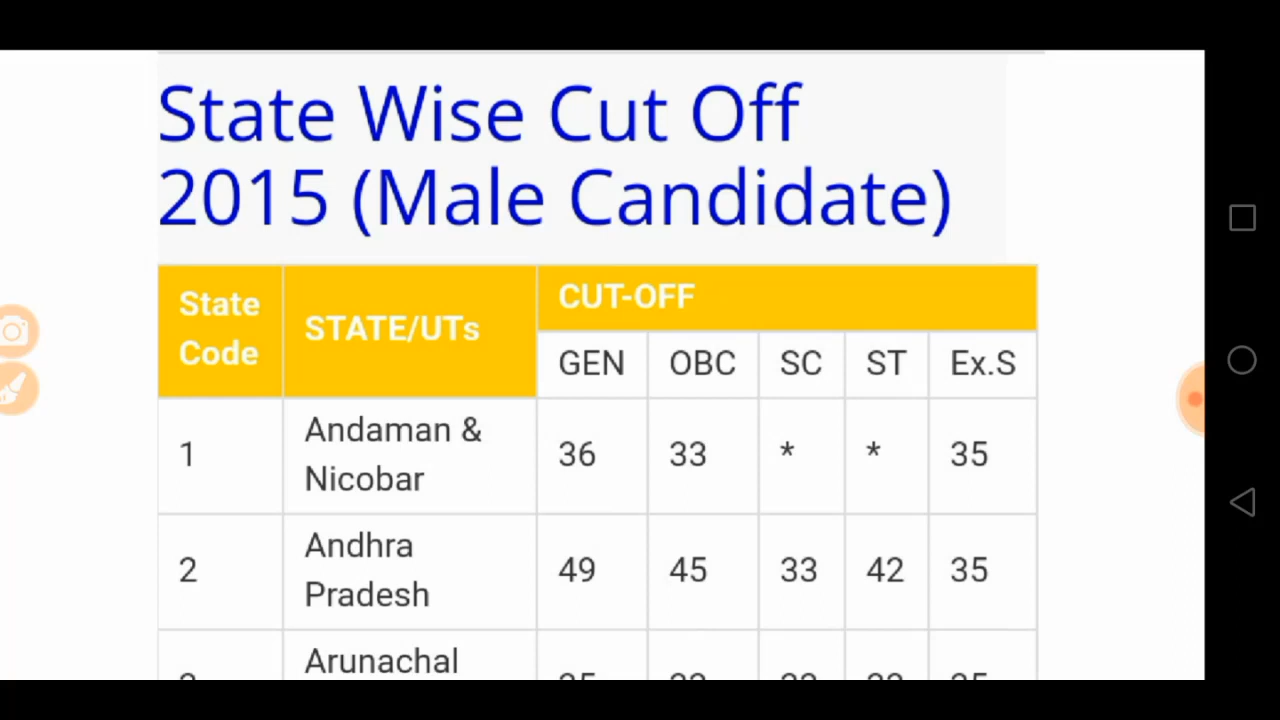 State Wise Cut Off
2015 (Male Candidate)
State Code STATE/UTs CUT-OFF
GEN OBC SC ST Ex.S
1 Andaman & Nicobar 36 33 * * 35
2 Andhra Pradesh 49 45 33 42 35
Arunachal